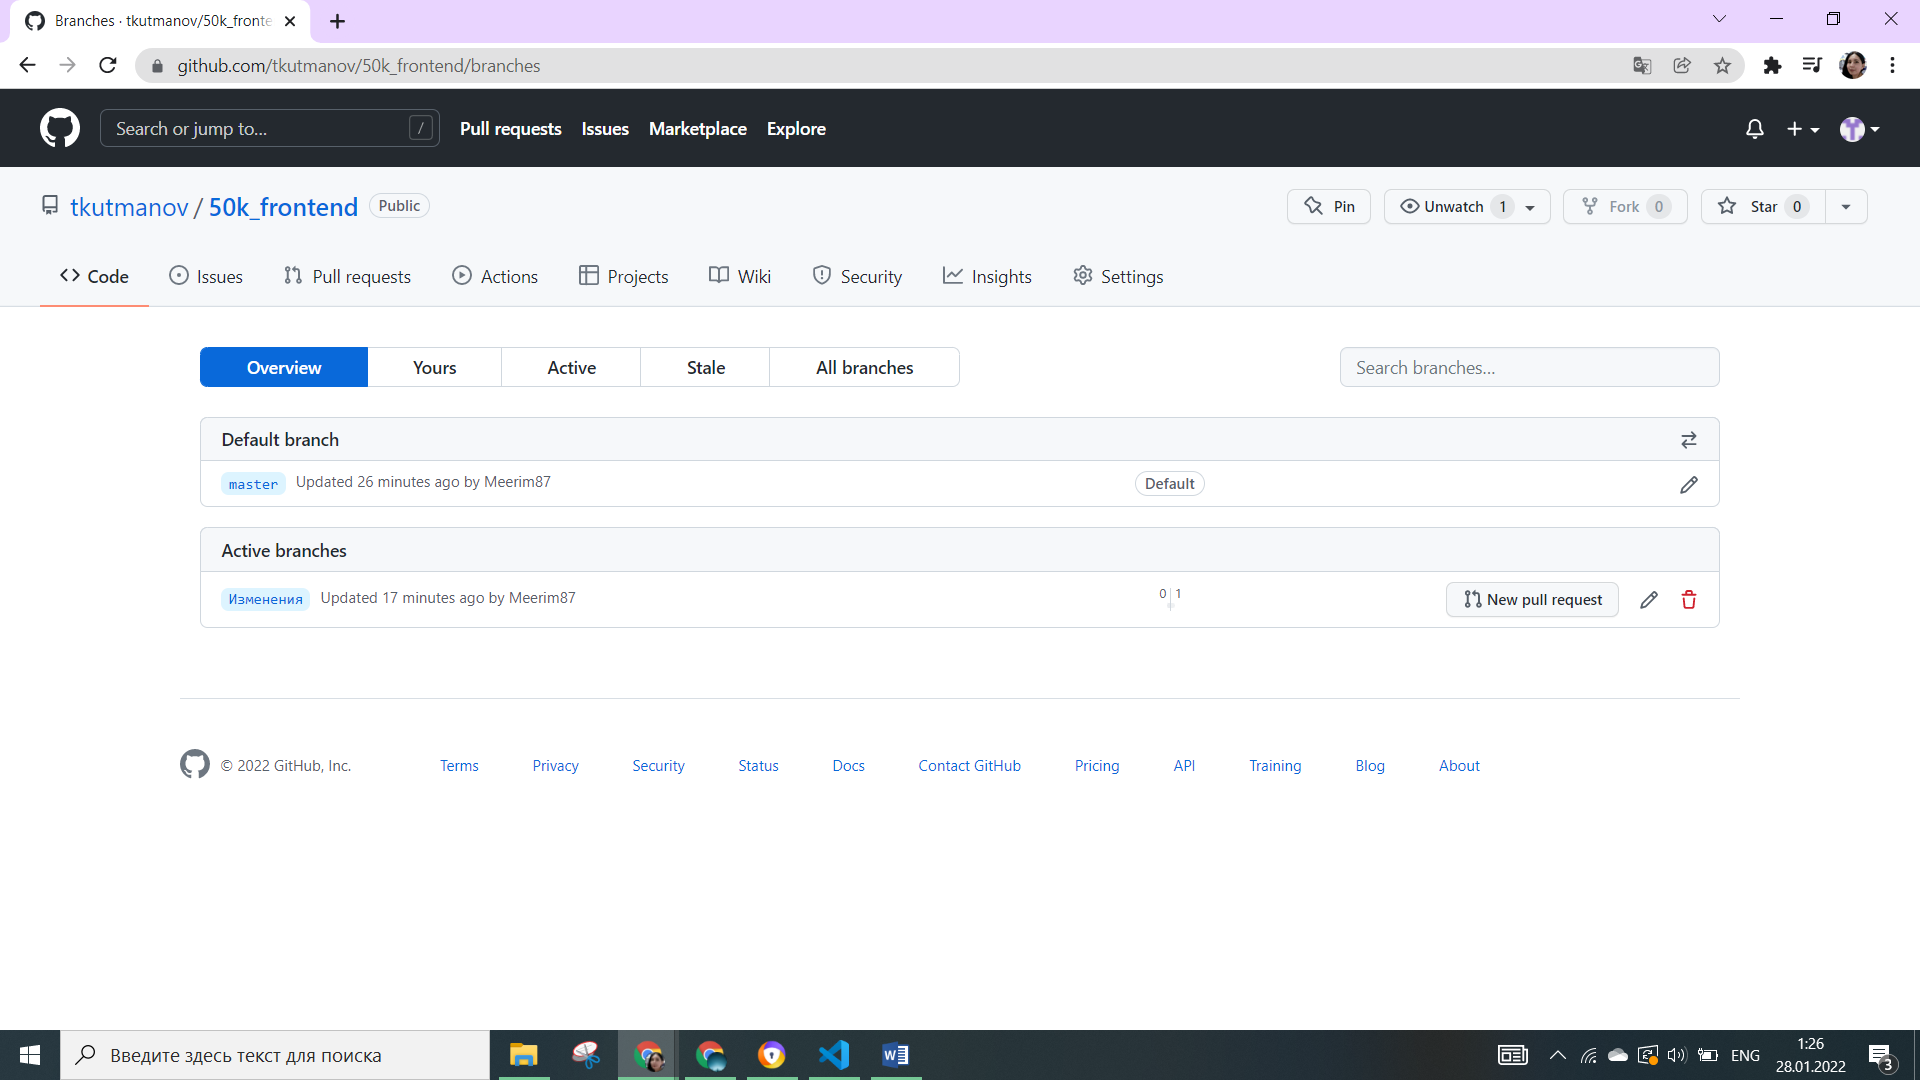 Branches · tkutmanov/50k_fronte
github.com/tkutmanov/50k_frontend/branches
Search or jump to...
/
Pull requests
Issues
Marketplace
Explore
tkutmanov / 50k_frontend
Public
Pin
Unwatch 1
Fork 0
Star 0
Code
Issues
Pull requests
Actions
Projects
Wiki
Security
Insights
Settings
Overview
Yours
Active
Stale
All branches
Search branches...
Default branch
master Updated 26 minutes ago by Meerim87
Default
Active branches
Изменения Updated 17 minutes ago by Meerim87
0 1
New pull request
© 2022 GitHub, Inc.
Terms
Privacy
Security
Status
Docs
Contact GitHub
Pricing
API
Training
Blog
About
Введите здесь текст для поиска
W
ENG
1:26
28.01.2022
3